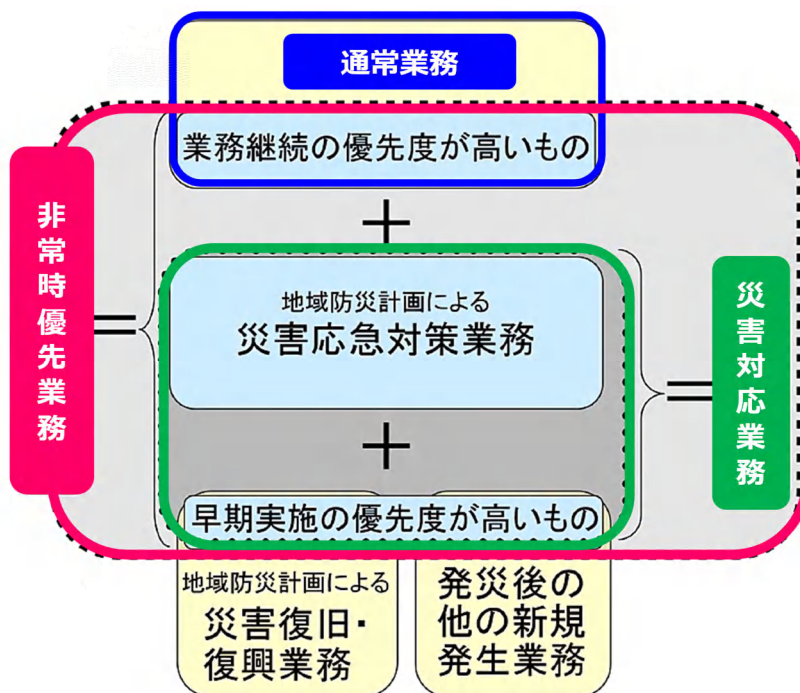 通常業務
業務継続の優先度が高いもの
＋
非常時優先業務
＝
地域防災計画による
災害応急対策業務
＝
災害対応業務
＋
早期実施の優先度が高いもの
地域防災計画による
災害復旧・
復興業務
発災後の
他の新規
発生業務